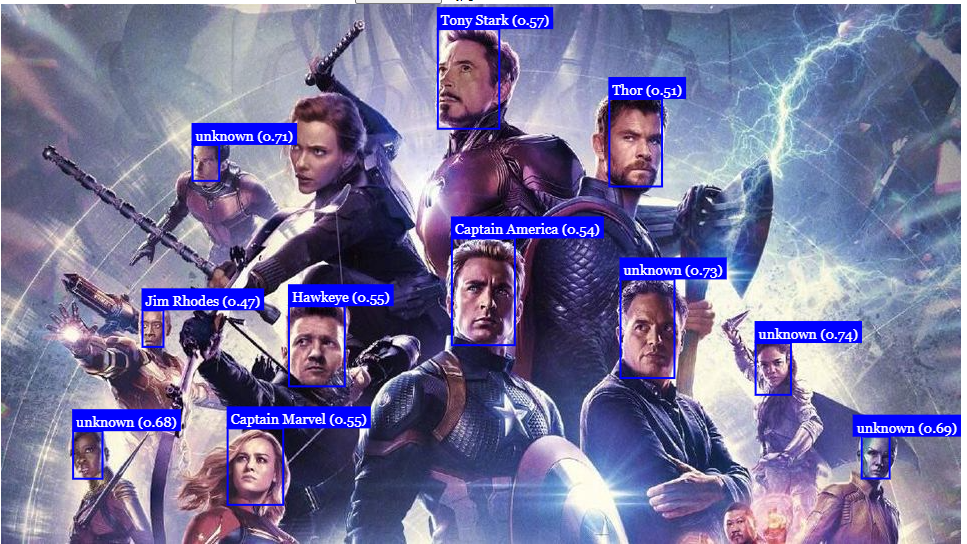 Tony Stark (0.57)
Thor (0.51)
unknown (0.71)
Captain America (0.54)
unknown (0.73)
Jim Rhodes (0.47)
Hawkeye (0.55)
unknown (0.74)
unknown (0.68)
Captain Marvel (0.55)
unknown (0.69)